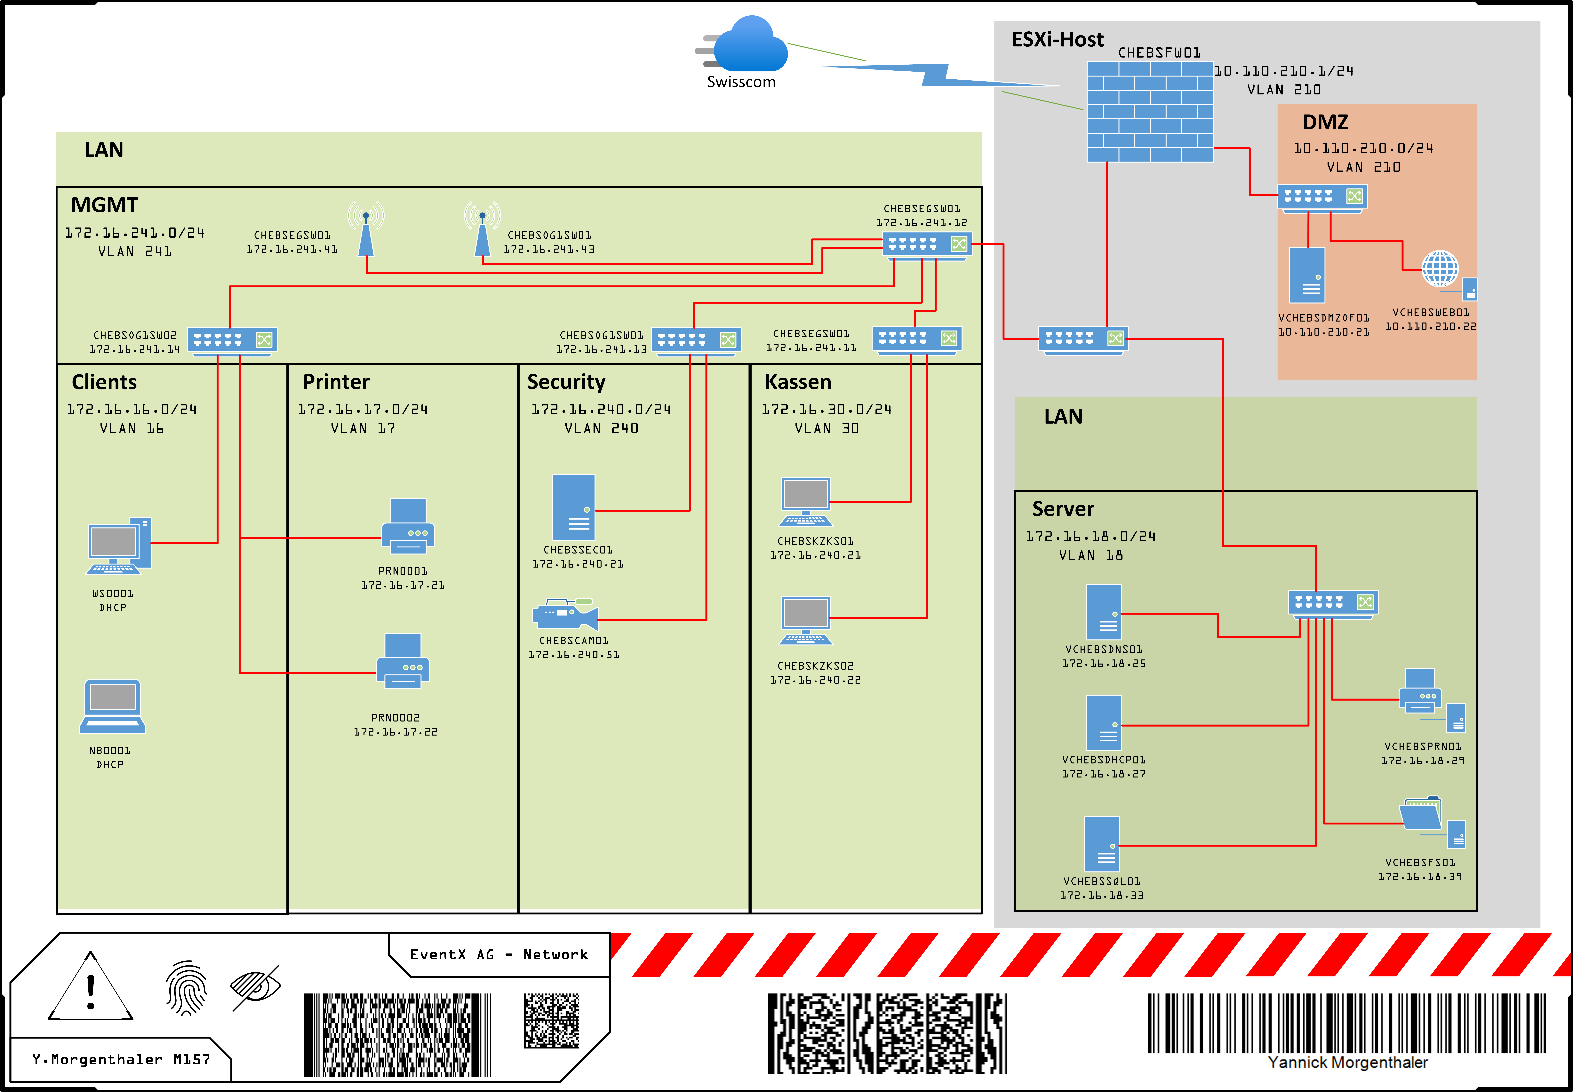 Swisscom
ESXi-Host
CHEBSFW01
10.110.210.1/24
VLAN 210
DMZ
10.110.210.0/24
VLAN 210
VCHEBSDMZOF01
10.110.210.21
VCHEBSWEB01
10.110.210.22
LAN
MGMT
172.16.241.0/24
VLAN 241
CHEBSEGSW01
172.16.241.41
CHEBSOG1SW01
172.16.241.43
CHEBSEGSW01
172.16.241.12
CHEBSOG1SW02
172.16.241.14
CHEBSOG1SW01
172.16.241.13
CHEBSEGSW01
172.16.241.11
Clients
172.16.16.0/24
VLAN 16
WS0001
DHCP
NB0001
DHCP
Printer
172.16.17.0/24
VLAN 17
PRN0001
172.16.17.21
PRN0002
172.16.17.22
Security
172.16.240.0/24
VLAN 240
CHEBSSEC01
172.16.240.21
CHEBSCAM01
172.16.240.51
Kassen
172.16.30.0/24
VLAN 30
CHEBSKZKS01
172.16.240.21
CHEBSKZKS02
172.16.240.22
LAN
Server
172.16.18.0/24
VLAN 18
VCHEBSDNS01
172.16.18.25
VCHEBSDHCP01
172.16.18.27
VCHEBSSQL01
172.16.18.33
VCHEBSPRN01
172.16.18.29
VCHEBSFS01
172.16.18.39
EventX AG - Network
Y.Morgenthaler M157
Yannick Morgenthaler